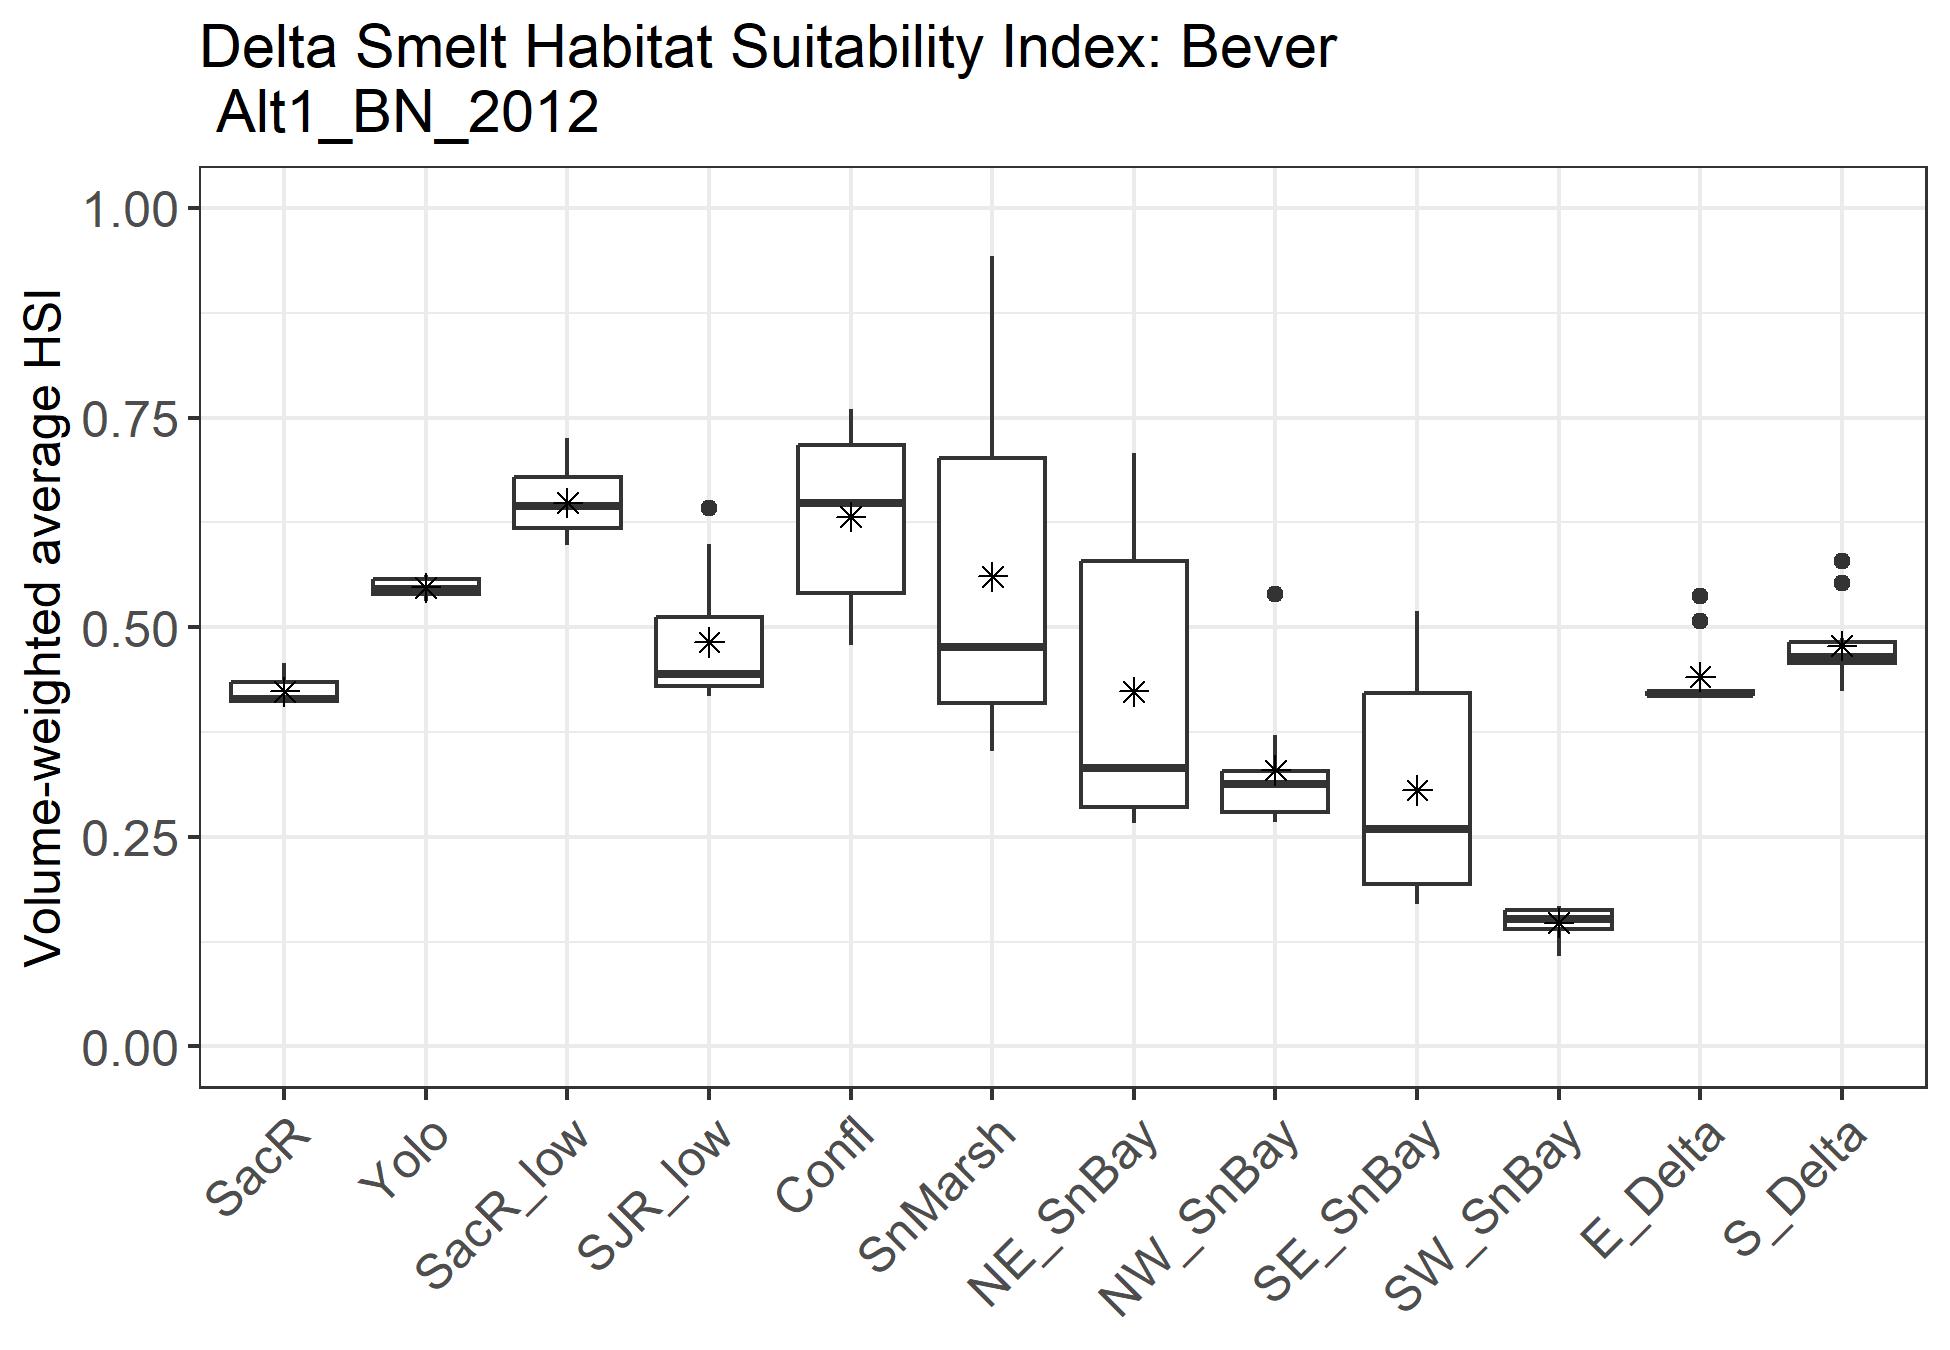 Delta Smelt Habitat Suitability Index: Bever
Alt1_BN_2012
Volume-weighted average HSI
1.00
0.75
0.50
0.25
0.00
SacR
Yolo
SacR_low
SJR_low
Confl
SnMarsh
NE_SnBay
NW_SnBay
SE_SnBay
SW_SnBay
E_Delta
S_Delta